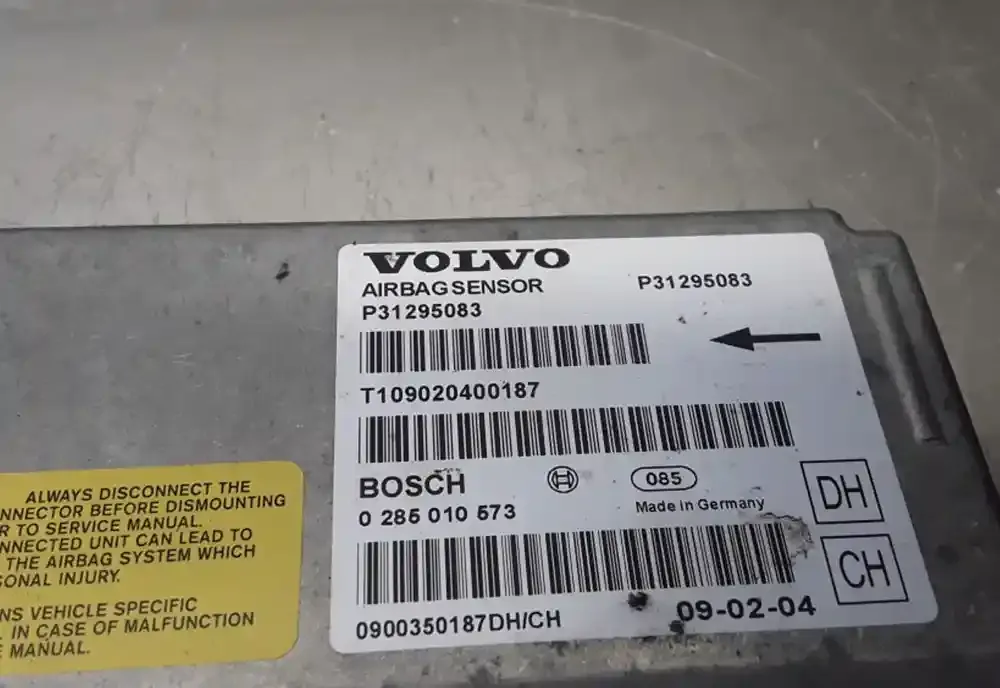 VOLVO
AIRBAG SENSOR
P31295083
P31295083
T109020400187
BOSCH
085
0 285 010 573
Made in Germany
DH
CH
09-02-04
0900350187DH/CH
ALWAYS DISCONNECT THE
NNECTOR BEFORE DISMOUNTING
R TO SERVICE MANUAL.
NNECTED UNIT CAN LEAD TO
THE AIRBAG SYSTEM WHICH
SONAL INJURY.
NS VEHICLE SPECIFIC
IN CASE OF MALFUNCTION
MANUAL.